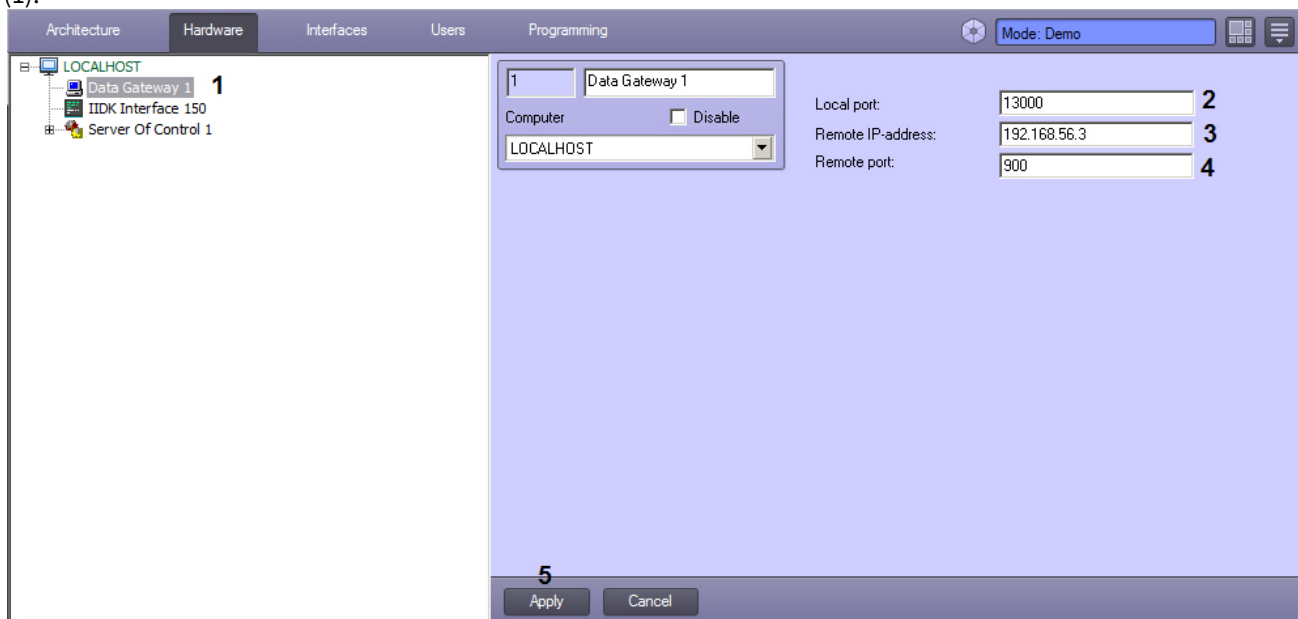 (1).
Architecture Hardware Interfaces Users Programming Mode: Demo
LOCALHOST
Data Gateway 1 1
IIDK Interface 150
Server Of Control 1
1 Data Gateway 1
Computer Disable
LOCALHOST
Local port: 13000 2
Remote IP-address: 192.168.56.3 3
Remote port: 900 4
5
Apply Cancel